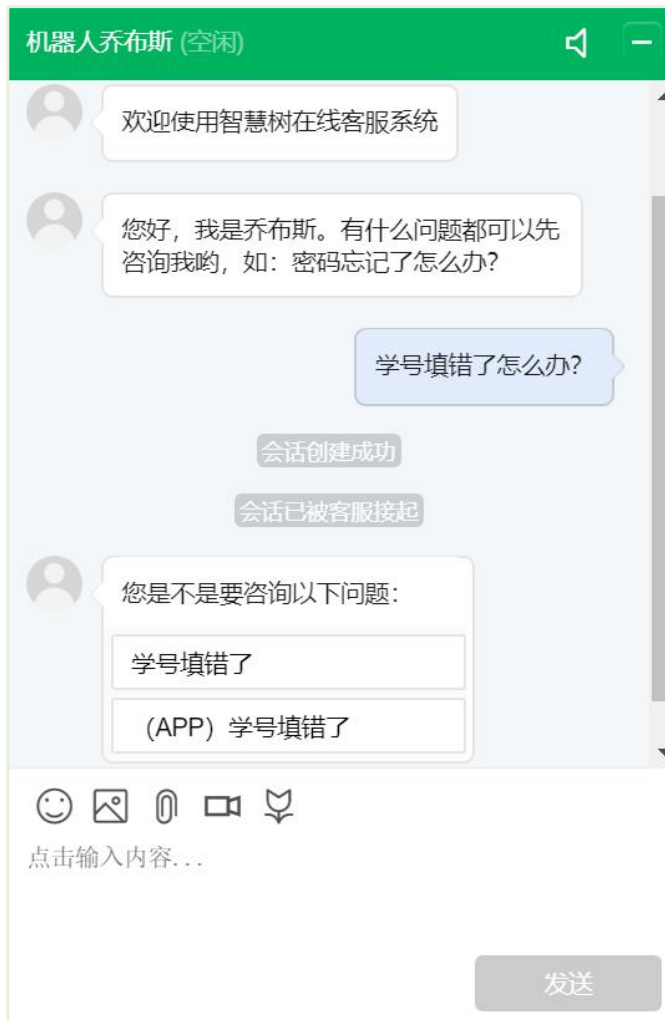 机器人乔布斯 (空闲)
欢迎使用智慧树在线客服系统
您好，我是乔布斯。有什么问题都可以先
咨询我哟，如：密码忘记了怎么办？
学号填错了怎么办？
会话创建成功
会话已被客服接起
您是不是要咨询以下问题：
学号填错了
（APP）学号填错了
点击输入内容...
发送